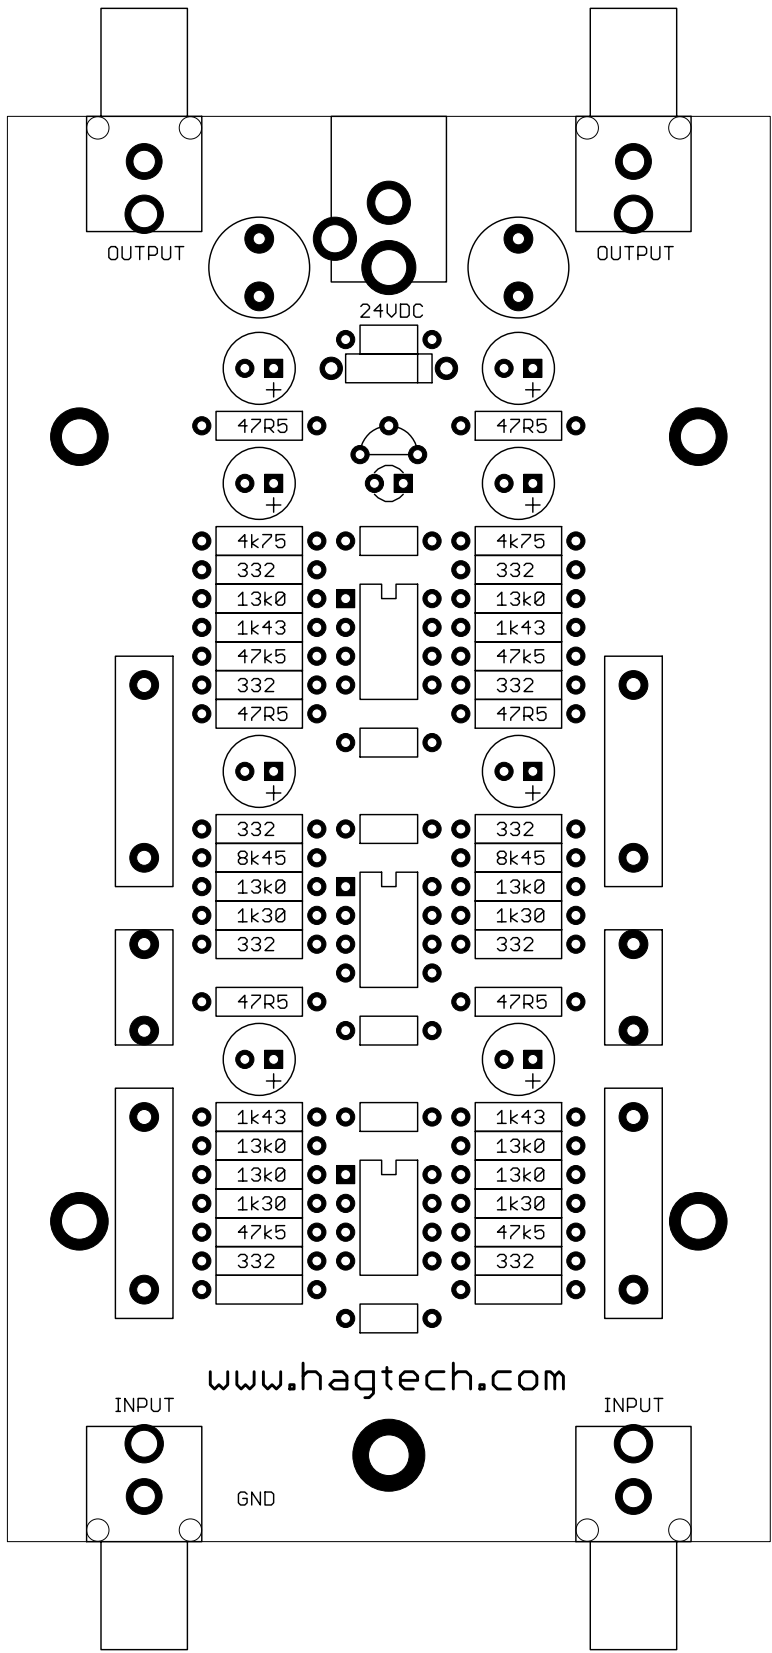 OUTPUT OUTPUT
24VDC
+ +
47R5 47R5
+ +
4k75 4k75
332 332
13k0 13k0
1k43 1k43
47k5 47k5
332 332
47R5 47R5
+ +
332 332
8k45 8k45
13k0 13k0
1k30 1k30
332 332
47R5 47R5
+ +
1k43 1k43
13k0 13k0
13k0 13k0
1k30 1k30
47k5 47k5
332 332
www.hagtech.com
INPUT INPUT
GND